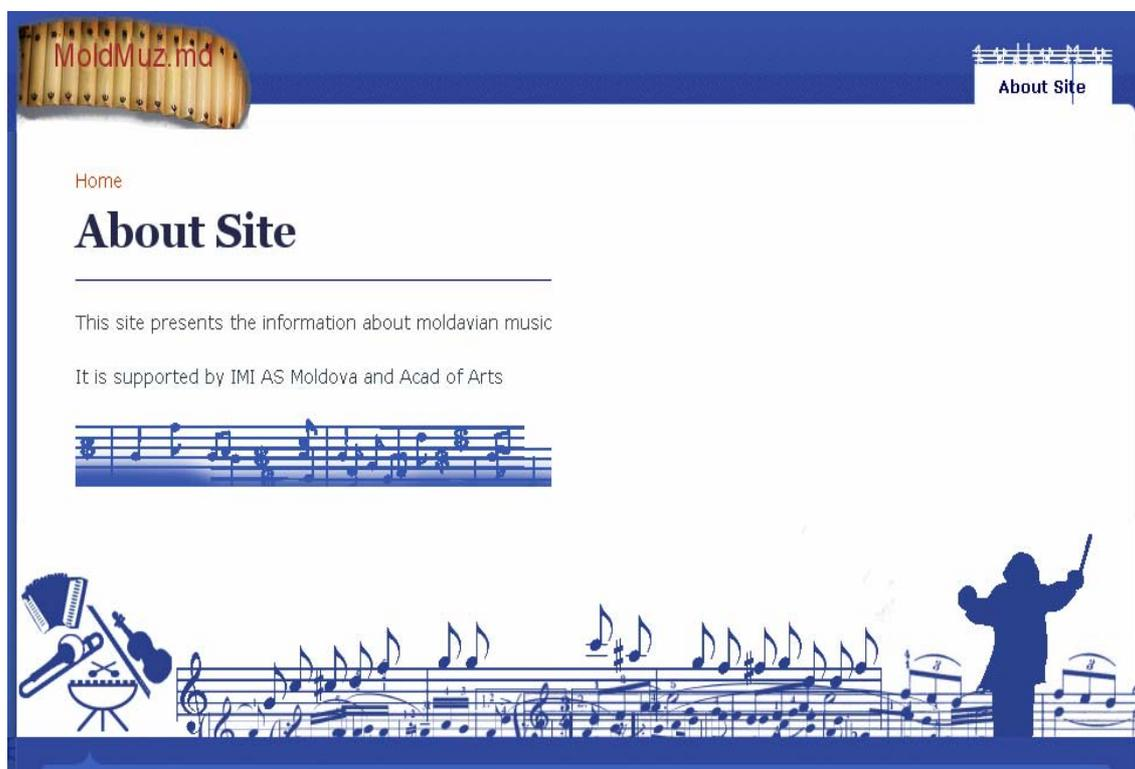 MoldMuz.md
About Site
Home
About Site
This site presents the information about moldavian music
It is supported by IMI AS Moldova and Acad of Arts